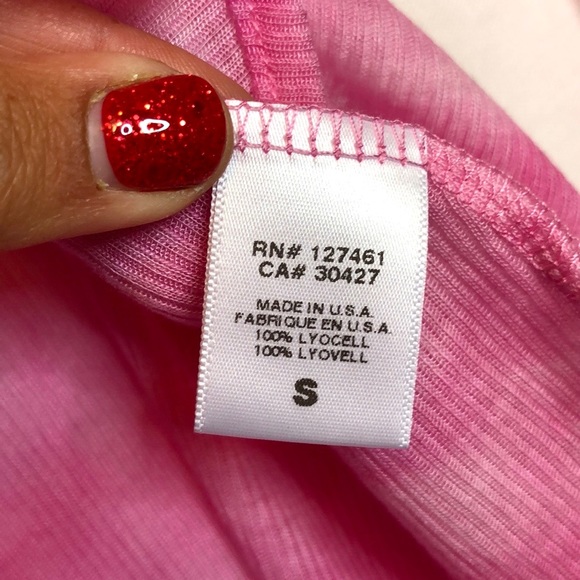 RN# 127461
CA# 30427
MADE IN U.S.A.
FABRIQUE EN U.S.A.
100% LYOCELL
100% LYOVELL
S